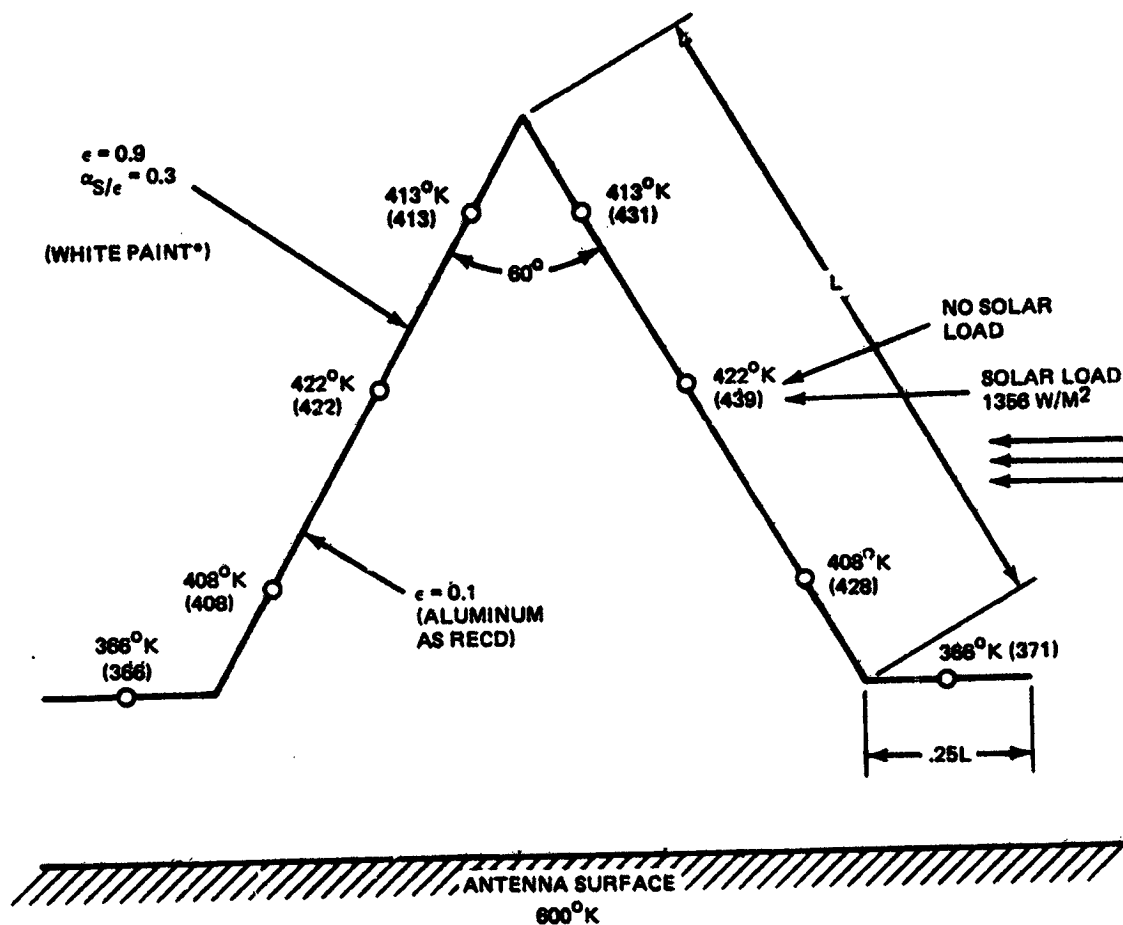 ε = 0.9
αS/ε = 0.3
(WHITE PAINT*)
413°K
(413)
413°K
(431)
60°
L
NO SOLAR
LOAD
422°K
(422)
422°K
(439)
SOLAR LOAD
1356 W/M²
408°K
(408)
408°K
(428)
ε = 0.1
(ALUMINUM
AS RECD)
366°K
(366)
366°K (371)
.25L
ANTENNA SURFACE
600°K